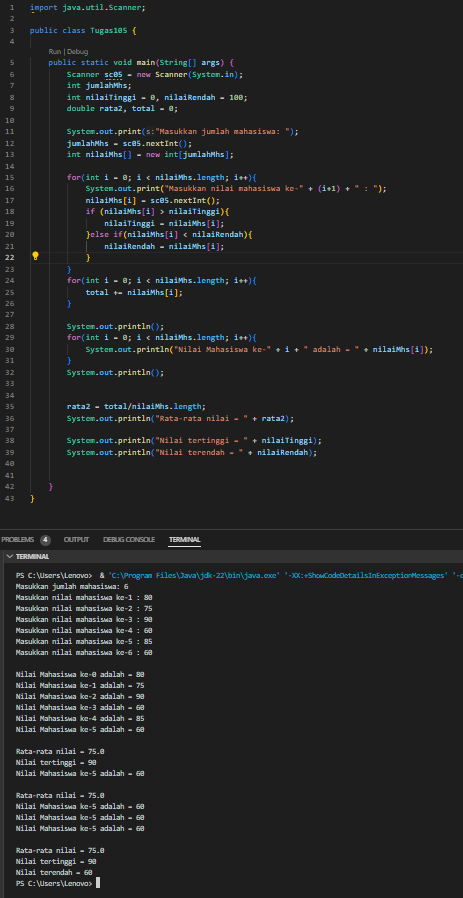 1 import java.util.Scanner;
2
3 public class Tugas105 {
4
Run | Debug
5 public static void main(String[] args) {
6 Scanner sc05 = new Scanner(System.in);
7 int jumlahMhs;
8 int nilaiTinggi = 0, nilaiRendah = 100;
9 double rata2, total = 0;
10
11 System.out.print(s:"Masukkan jumlah mahasiswa: ");
12 jumlahMhs = sc05.nextInt();
13 int nilaiMhs[] = new int[jumlahMhs];
14
15 for(int i = 0; i < nilaiMhs.length; i++){
16 System.out.print("Masukkan nilai mahasiswa ke-" + (i+1) + " : ");
17 nilaiMhs[i] = sc05.nextInt();
18 if (nilaiMhs[i] > nilaiTinggi){
19 nilaiTinggi = nilaiMhs[i];
20 }else if(nilaiMhs[i] < nilaiRendah){
21 nilaiRendah = nilaiMhs[i];
22 }
23 }
24 for(int i = 0; i < nilaiMhs.length; i++){
25 total += nilaiMhs[i];
26 }
27
28 System.out.println();
29 for(int i = 0; i < nilaiMhs.length; i++){
30 System.out.println("Nilai Mahasiswa ke-" + i + " adalah = " + nilaiMhs[i]);
31 }
32 System.out.println();
33
34
35 rata2 = total/nilaiMhs.length;
36 System.out.println("Rata-rata nilai = " + rata2);
37
38 System.out.println("Nilai tertinggi = " + nilaiTinggi);
39 System.out.println("Nilai terendah = " + nilaiRendah);
40
41
42 }
43 }
PROBLEMS 4 OUTPUT DEBUG CONSOLE TERMINAL
TERMINAL
PS C:\Users\Lenovo> & 'C:\Program Files\Java\jdk-22\bin\java.exe' '-XX:+ShowCodeDetailsInExceptionMessages'
Masukkan jumlah mahasiswa: 6
Masukkan nilai mahasiswa ke-1 : 80
Masukkan nilai mahasiswa ke-2 : 75
Masukkan nilai mahasiswa ke-3 : 90
Masukkan nilai mahasiswa ke-4 : 60
Masukkan nilai mahasiswa ke-5 : 85
Masukkan nilai mahasiswa ke-6 : 60

Nilai Mahasiswa ke-0 adalah = 80
Nilai Mahasiswa ke-1 adalah = 75
Nilai Mahasiswa ke-2 adalah = 90
Nilai Mahasiswa ke-3 adalah = 60
Nilai Mahasiswa ke-4 adalah = 85
Nilai Mahasiswa ke-5 adalah = 60

Rata-rata nilai = 75.0
Nilai tertinggi = 90
Nilai Mahasiswa ke-5 adalah = 60

Rata-rata nilai = 75.0
Nilai Mahasiswa ke-5 adalah = 60
Nilai Mahasiswa ke-5 adalah = 60
Nilai Mahasiswa ke-5 adalah = 60

Rata-rata nilai = 75.0
Nilai tertinggi = 90
Nilai terendah = 60
PS C:\Users\Lenovo>